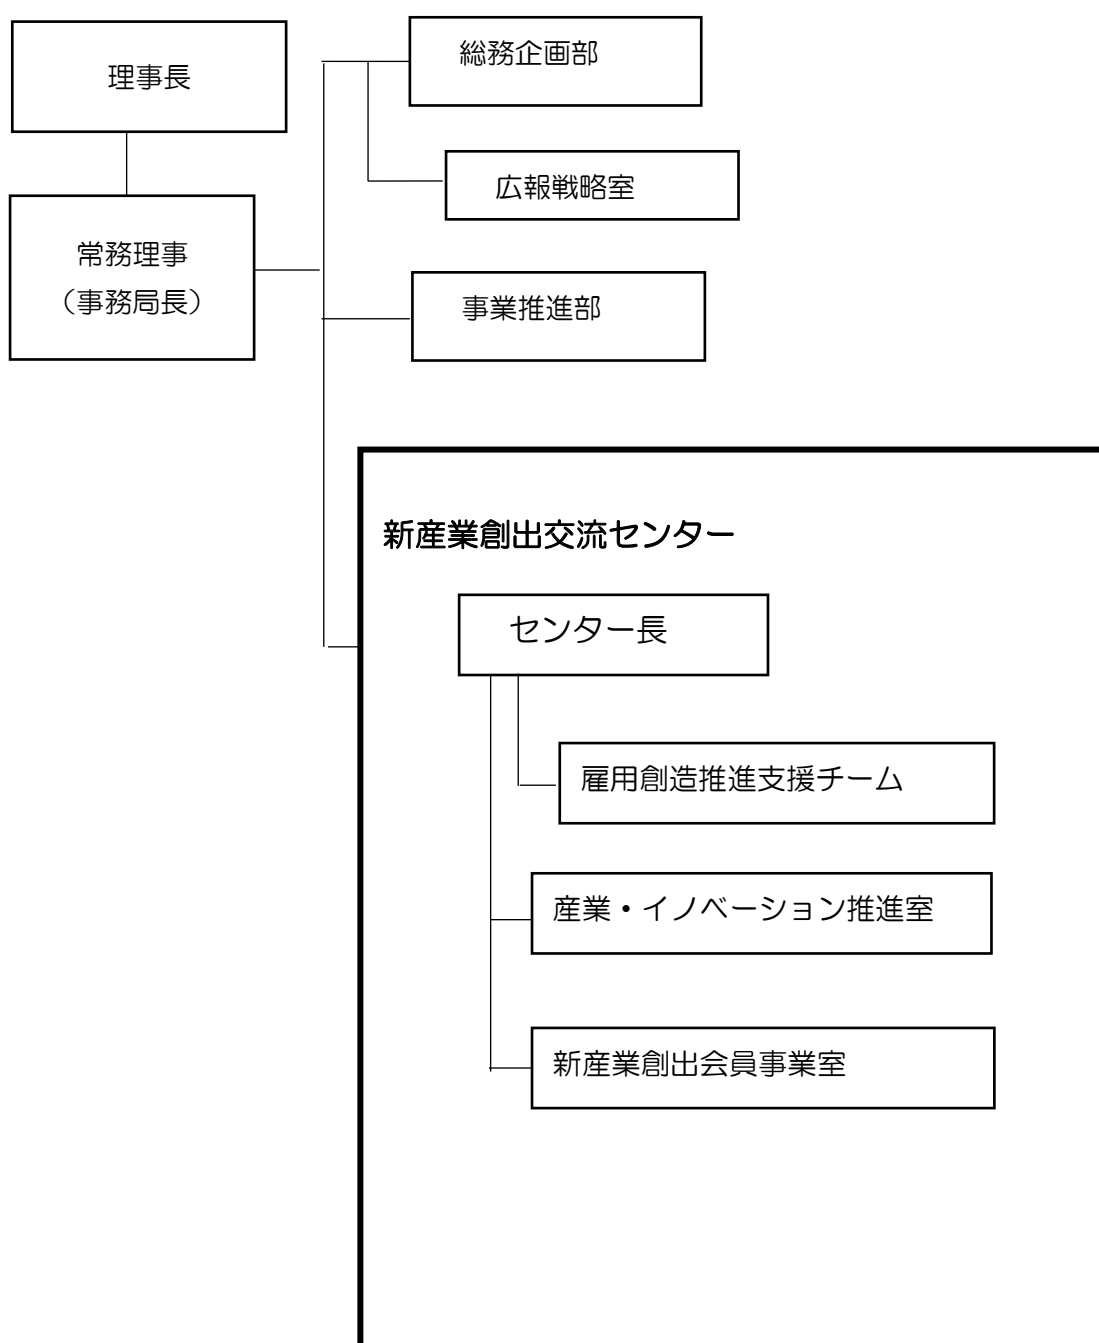 理事長
常務理事
（事務局長）
総務企画部
広報戦略室
事業推進部
新産業創出交流センター
センター長
雇用創造推進支援チーム
産業・イノベーション推進室
新産業創出会員事業室